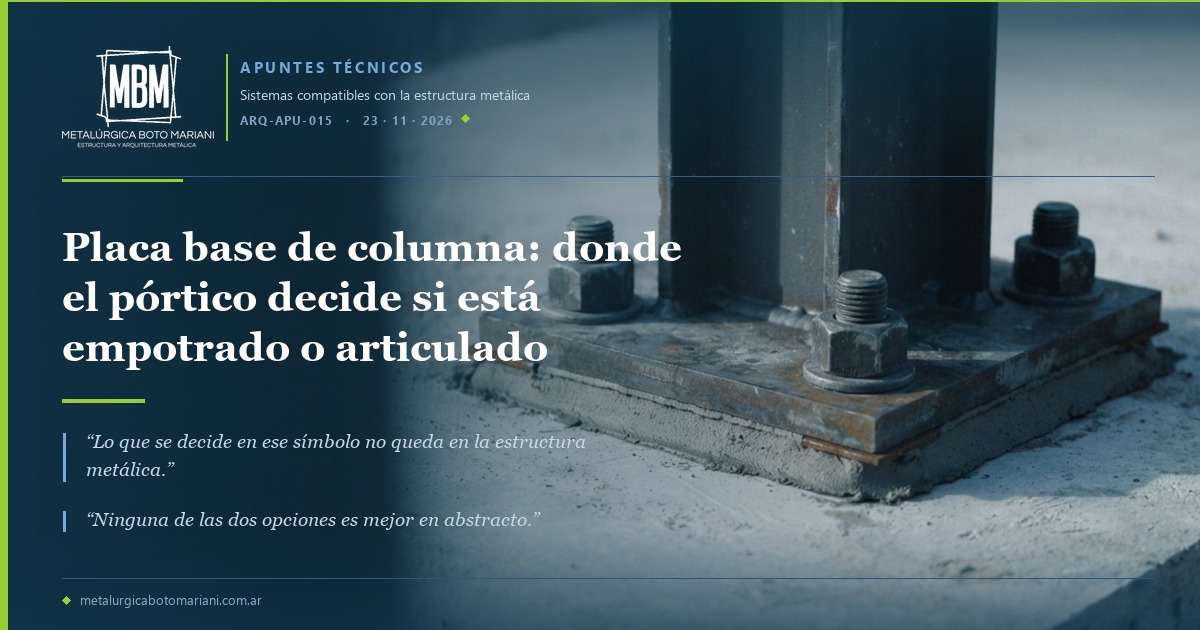 MBM
METALÚRGICA BOTO MARIANI
ESTRUCTURA Y ARQUITECTURA METÁLICA
APUNTES TÉCNICOS
Sistemas compatibles con la estructura metálica
ARQ-APU-015 · 23 · 11 · 2026
Placa base de columna: donde
el pórtico decide si está
empotrado o articulado
“Lo que se decide en ese símbolo no queda en la estructura
metálica.”
“Ninguna de las dos opciones es mejor en abstracto.”
metalurgicabotomariani.com.ar